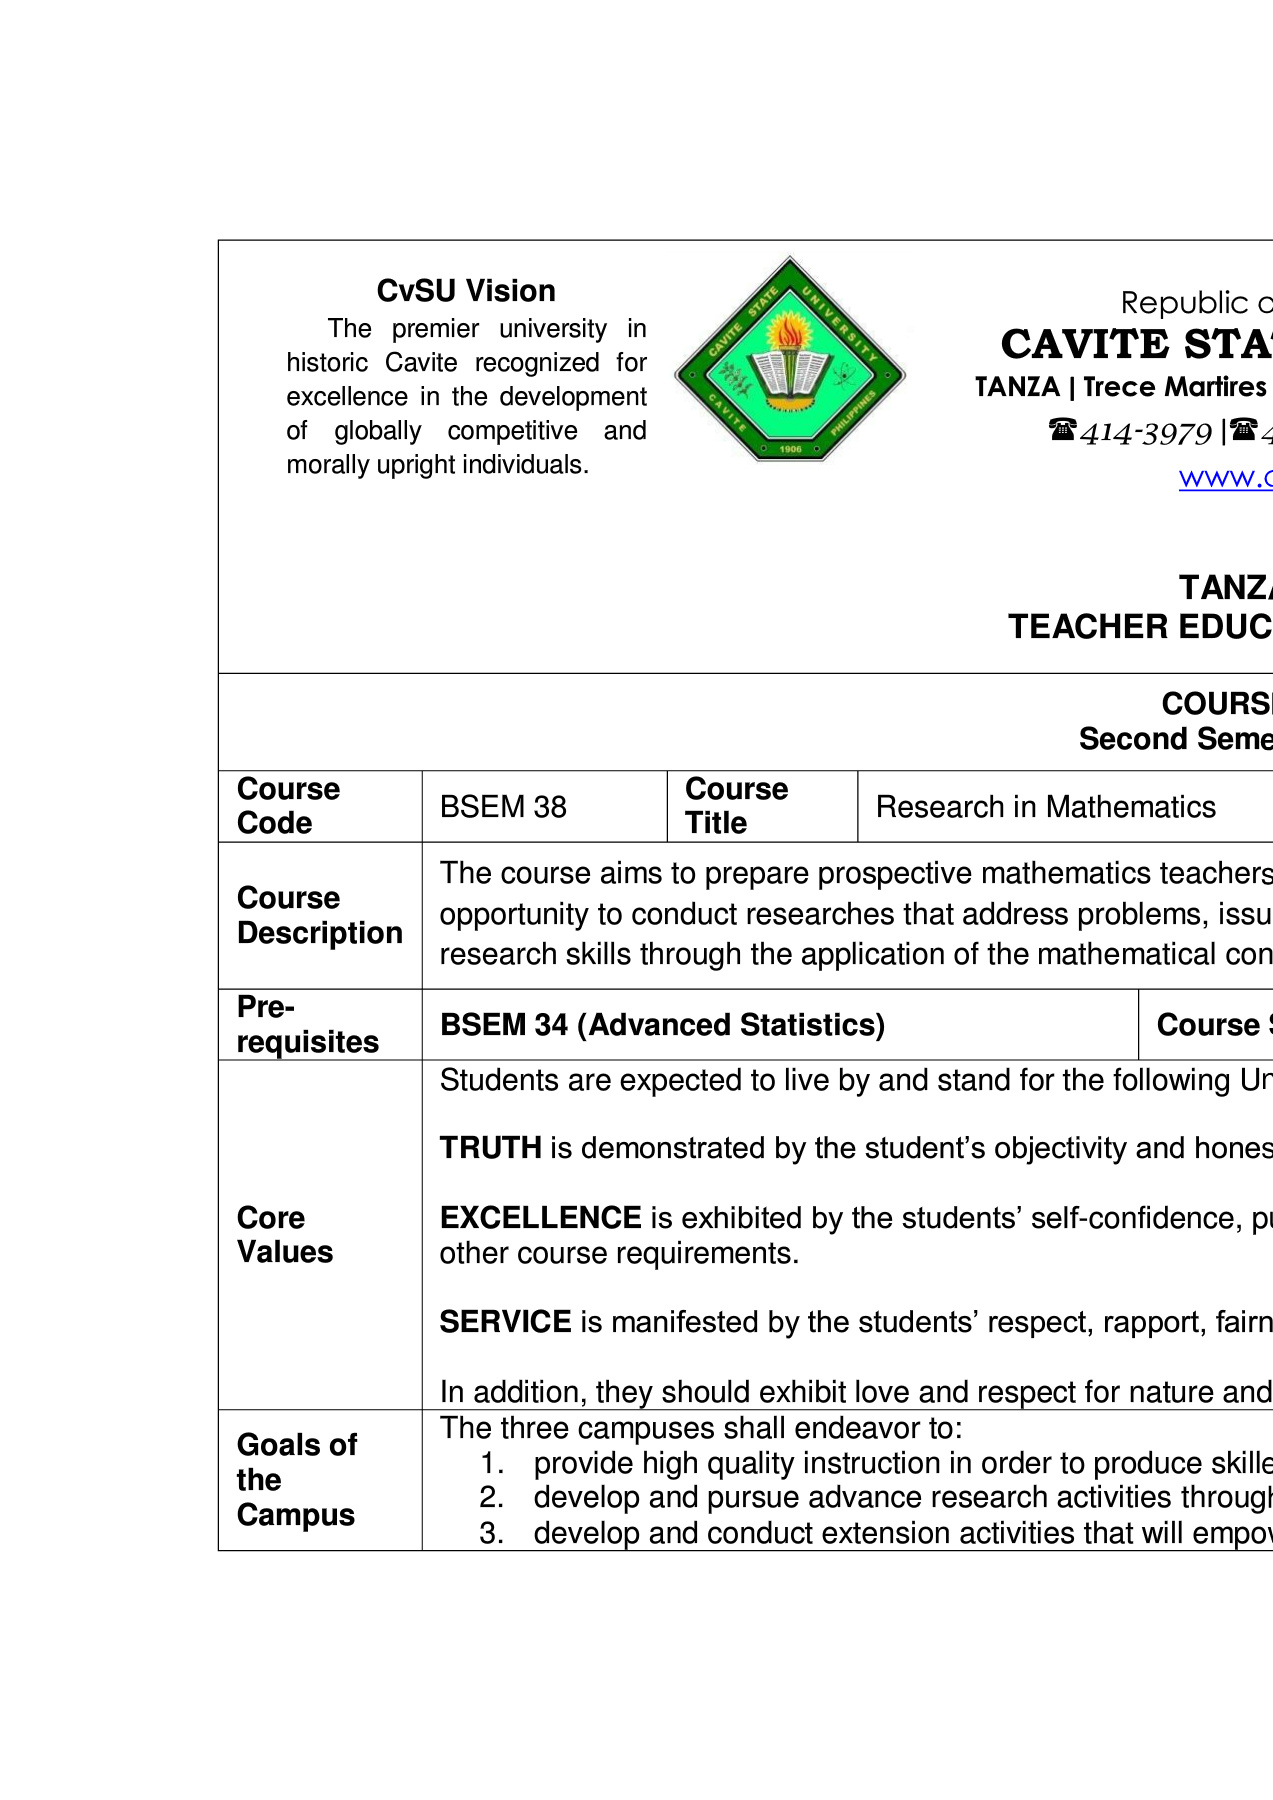 CvSU Vision
The premier university in
historic Cavite recognized for
excellence in the development
of globally competitive and
morally upright individuals.
CAVITE STATE UNIVERSITY
CAVITE PHILIPPINES
1906
Republic o
CAVITE STA
TANZA | Trece Martires
☎414-3979 |☎4
www.c
TANZA
TEACHER EDUC
COURSE
Second Seme
Course
Code
BSEM 38
Course
Title
Research in Mathematics
Course
Description
The course aims to prepare prospective mathematics teachers
opportunity to conduct researches that address problems, issu
research skills through the application of the mathematical con
Pre-
requisites
BSEM 34 (Advanced Statistics)
Course S
Core
Values
Students are expected to live by and stand for the following Un
TRUTH is demonstrated by the student’s objectivity and hones
EXCELLENCE is exhibited by the students’ self-confidence, pu
other course requirements.
SERVICE is manifested by the students’ respect, rapport, fairn
In addition, they should exhibit love and respect for nature and
Goals of
the
Campus
The three campuses shall endeavor to:
1. provide high quality instruction in order to produce skille
2. develop and pursue advance research activities through
3. develop and conduct extension activities that will empow